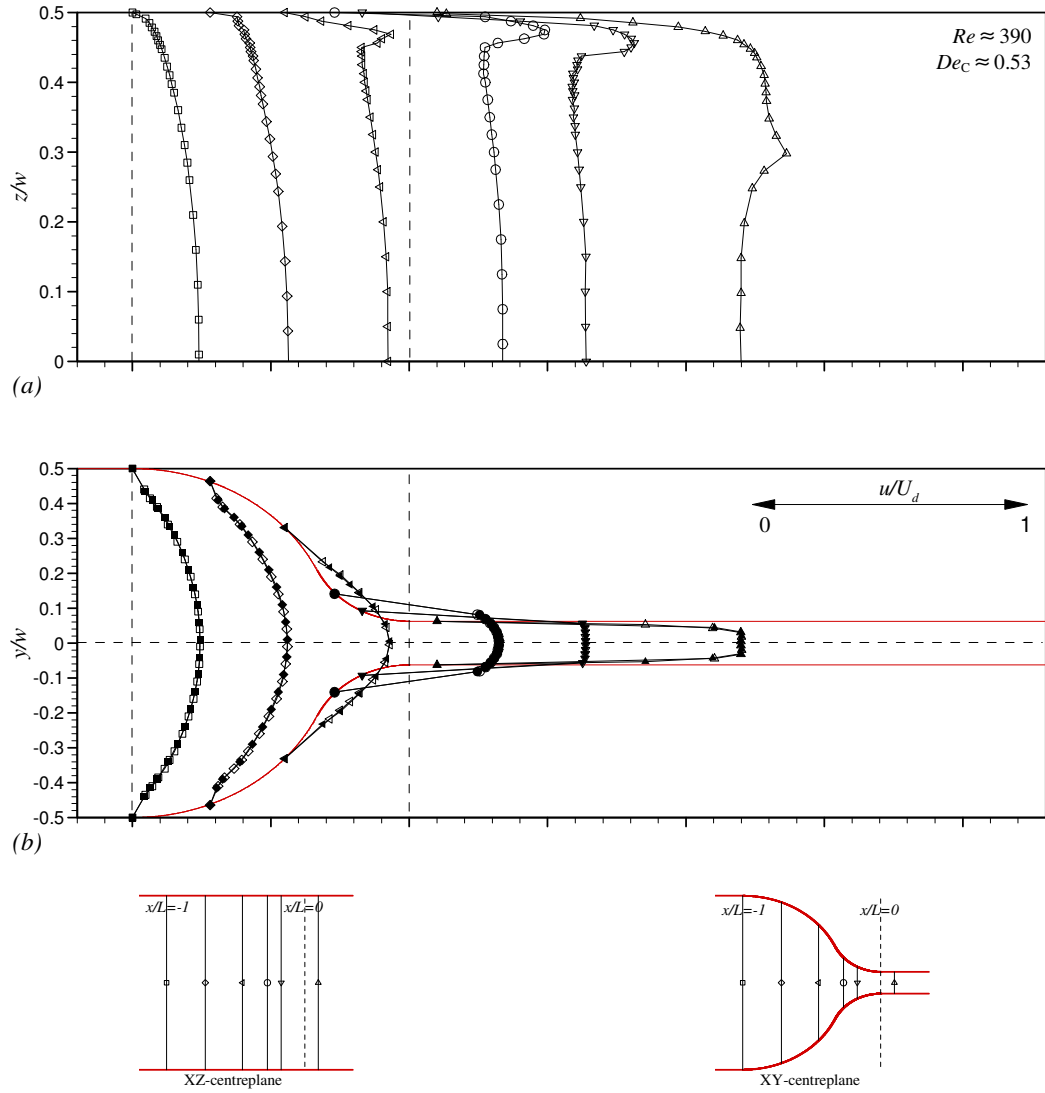 0.5
0.4
0.3
0.2
0.1
0
z/w
Re ≈ 390
De_C ≈ 0.53
(a)
0.5
0.4
0.3
0.2
0.1
0
-0.1
-0.2
-0.3
-0.4
-0.5
y/w
u/U_d
0 1
(b)
x/L=-1 x/L=0
XZ-centreplane
x/L=-1 x/L=0
XY-centreplane